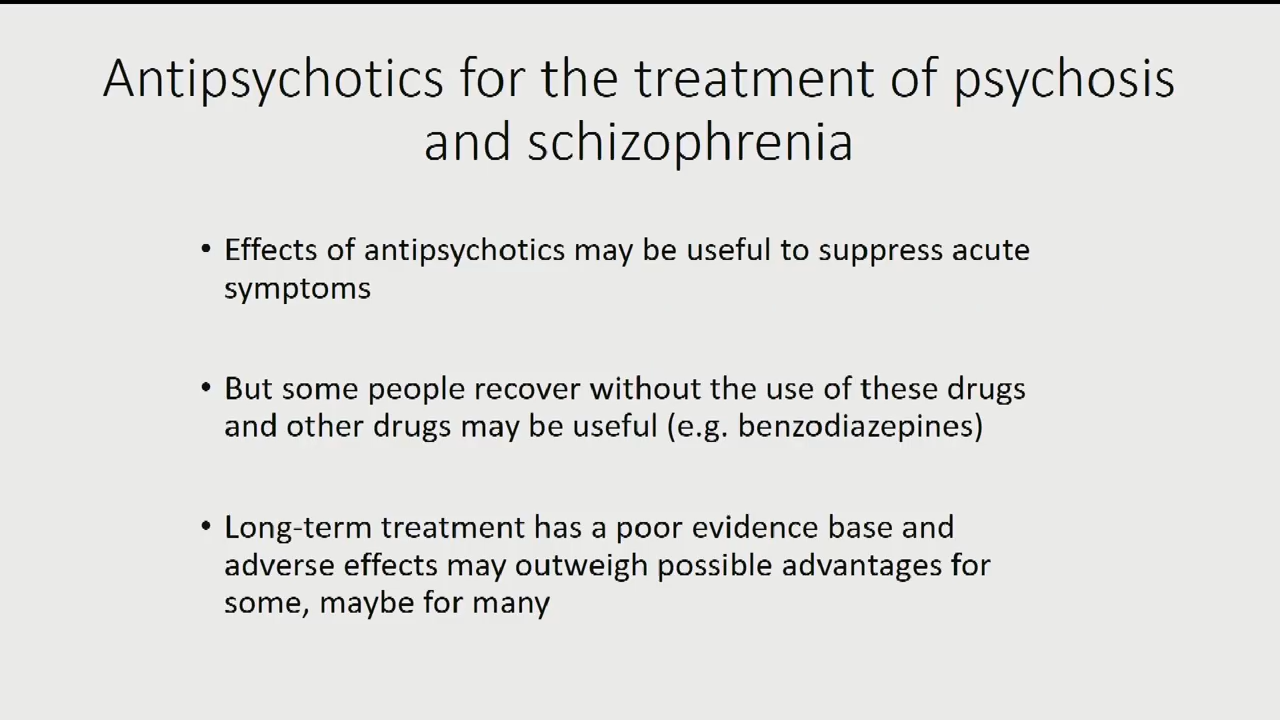 Antipsychotics for the treatment of psychosis
and schizophrenia
• Effects of antipsychotics may be useful to suppress acute
symptoms
• But some people recover without the use of these drugs
and other drugs may be useful (e.g. benzodiazepines)
• Long-term treatment has a poor evidence base and
adverse effects may outweigh possible advantages for
some, maybe for many